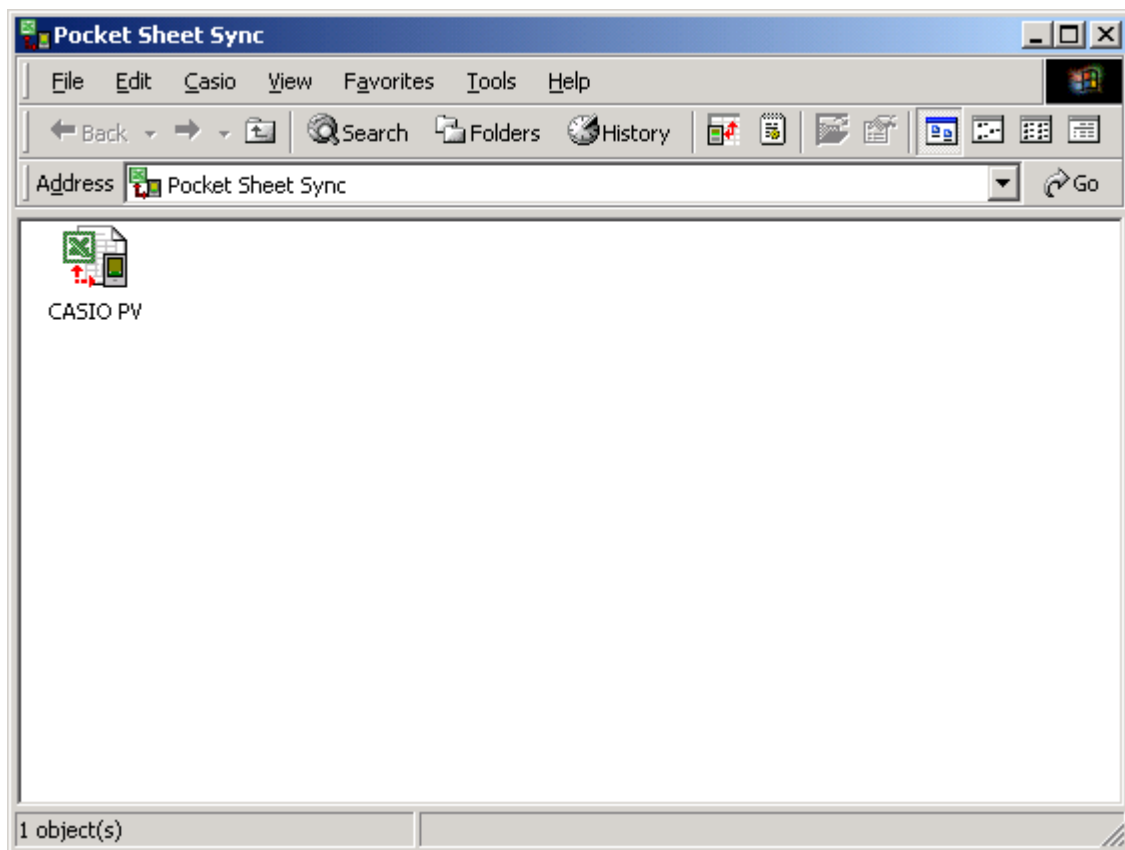 Pocket Sheet Sync
File Edit Casio View Favorites Tools Help
Back Search Folders History
Address Pocket Sheet Sync Go
CASIO PV
1 object(s)